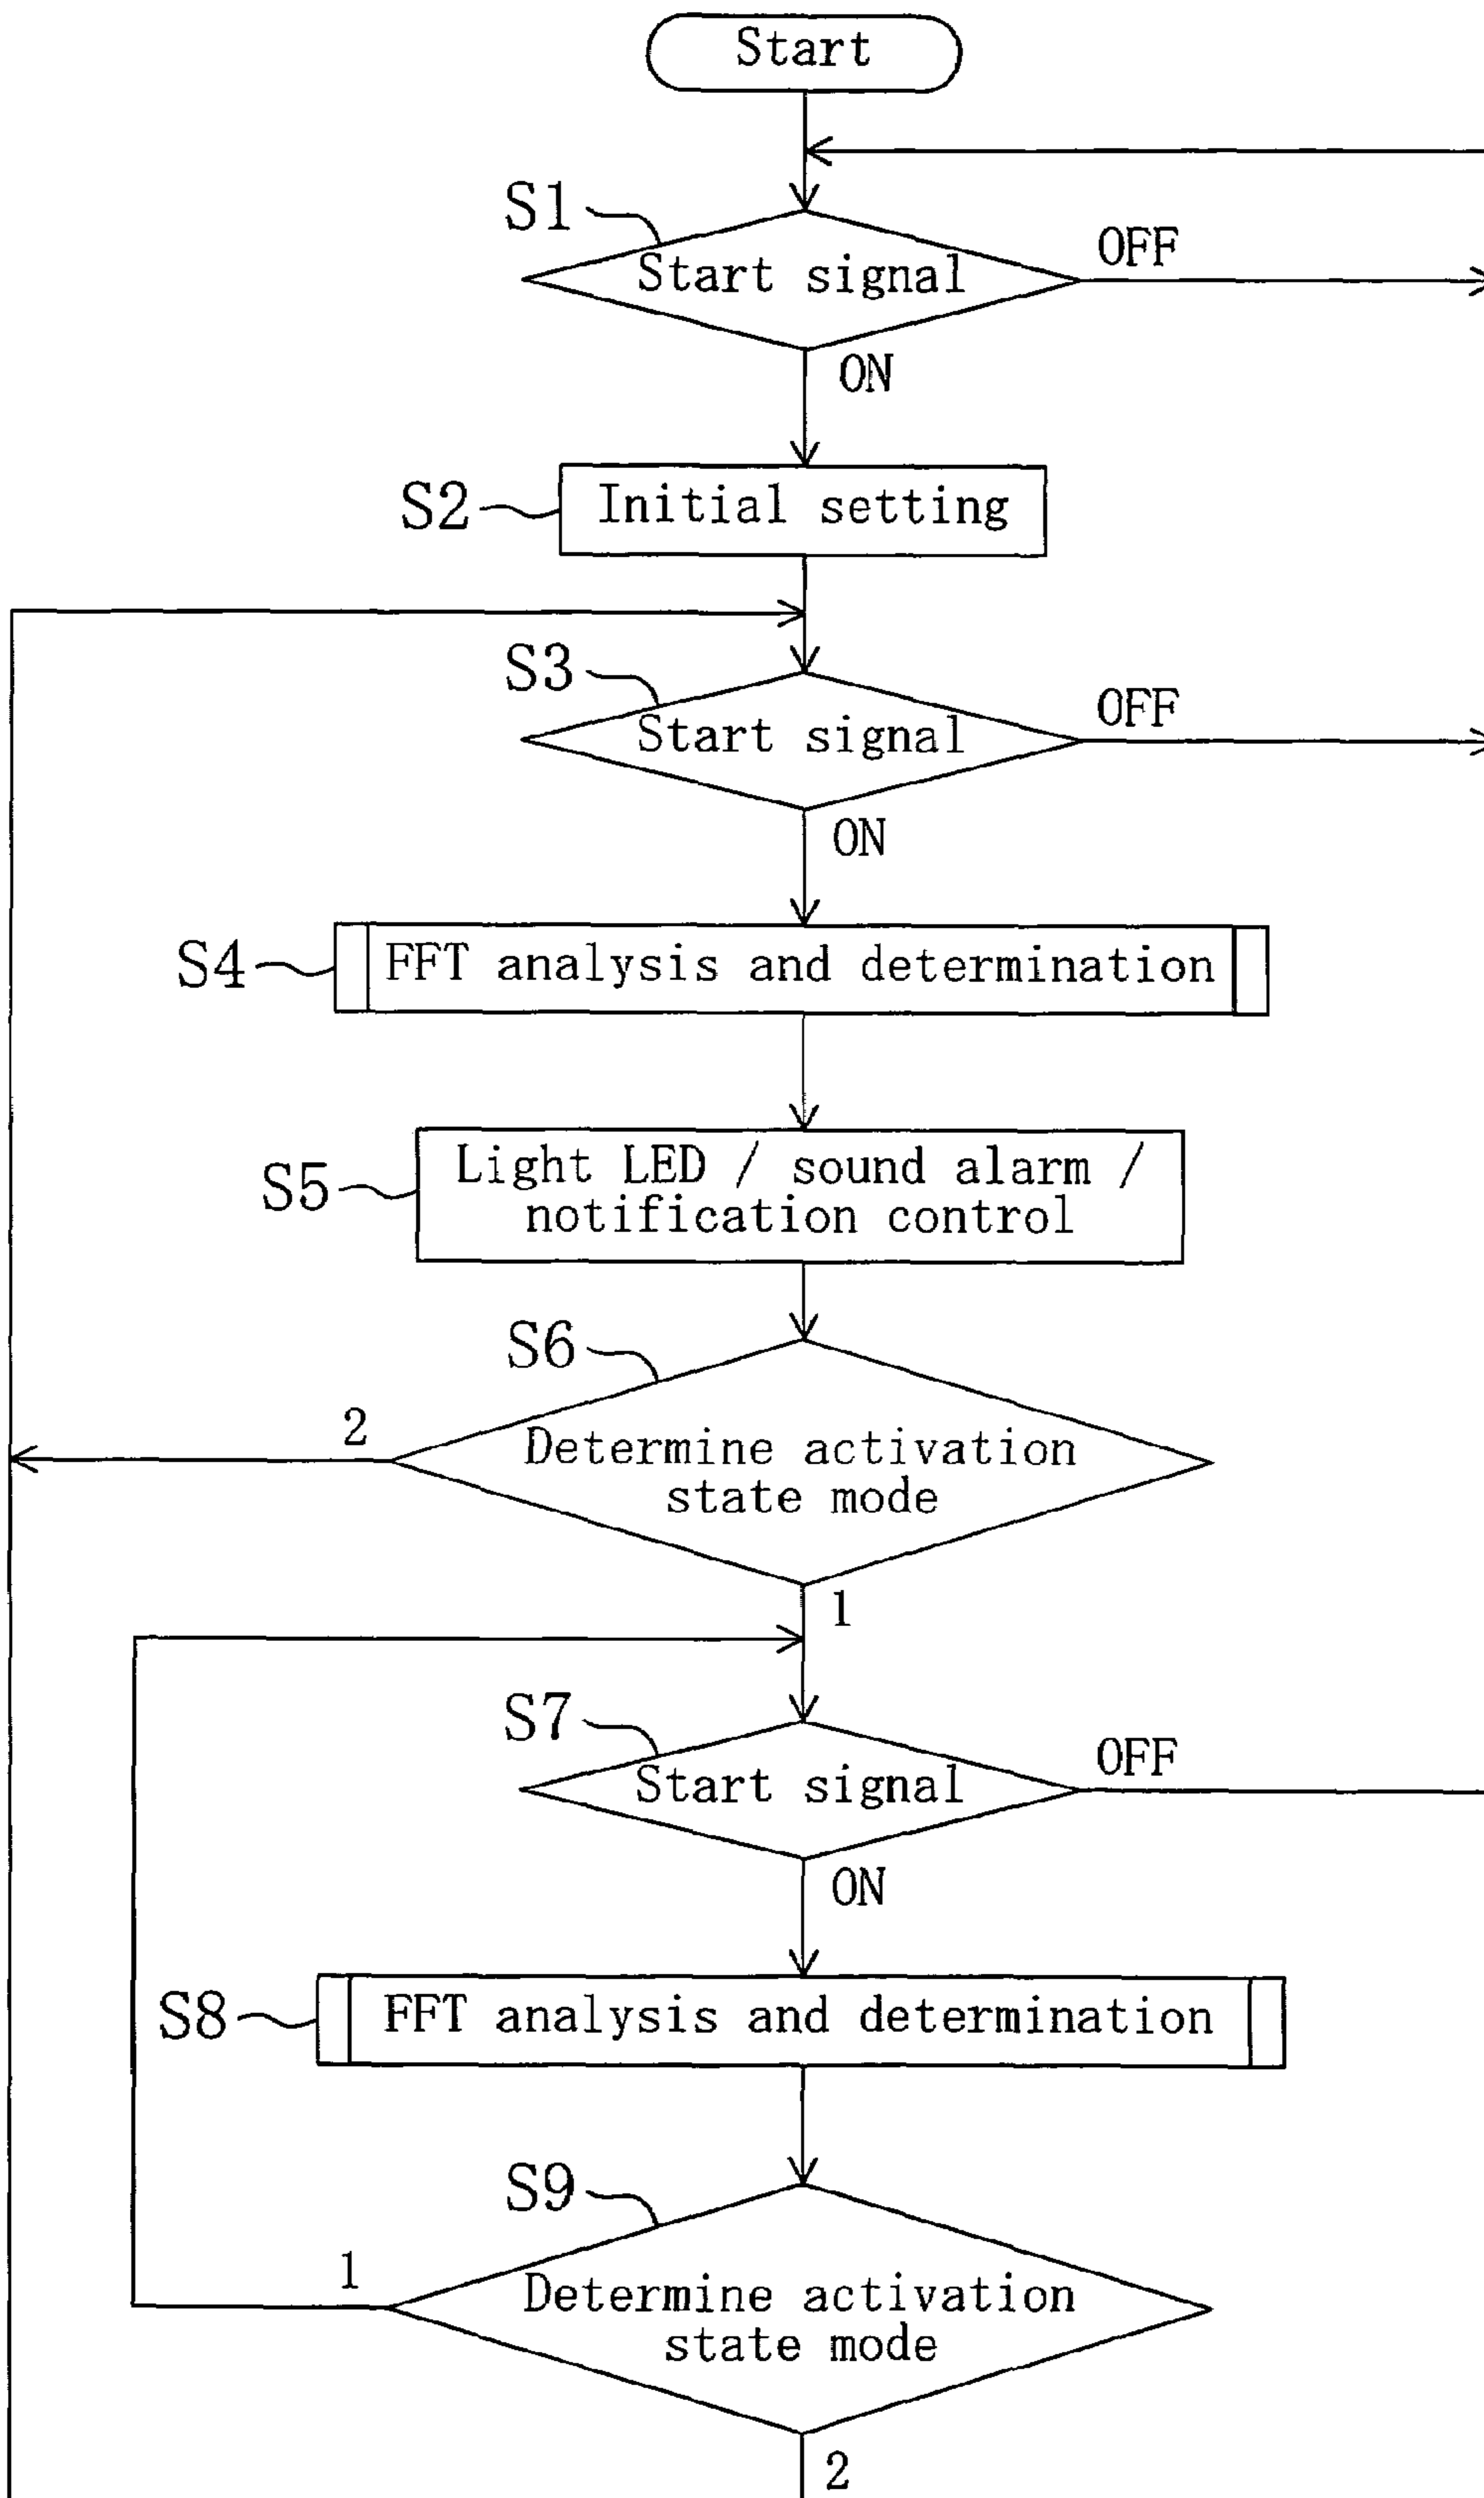 Start
S1
Start signal
OFF
ON
S2
Initial setting
S3
Start signal
OFF
ON
S4
FFT analysis and determination
S5
Light LED / sound alarm /
notification control
S6
2
Determine activation
state mode
1
S7
Start signal
OFF
ON
S8
FFT analysis and determination
S9
1
Determine activation
state mode
2